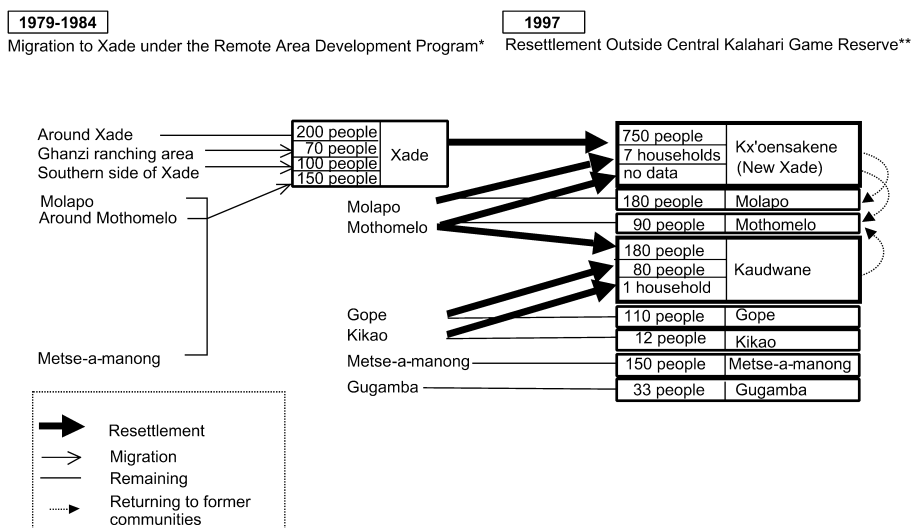 1979-1984
Migration to Xade under the Remote Area Development Program*
1997
Resettlement Outside Central Kalahari Game Reserve**
Around Xade
Ghanzi ranching area
Southern side of Xade
Molapo
Around Mothomelo
Metse-a-manong
200 people
70 people
100 people
150 people
Xade
Molapo
Mothomelo
Gope
Kikao
Metse-a-manong
Gugamba
750 people
7 households
no data
Kx'oensakene
(New Xade)
180 people Molapo
90 people Mothomelo
180 people
80 people
1 household
Kaudwane
110 people Gope
12 people Kikao
150 people Metse-a-manong
33 people Gugamba
Resettlement
Migration
Remaining
Returning to former
communities